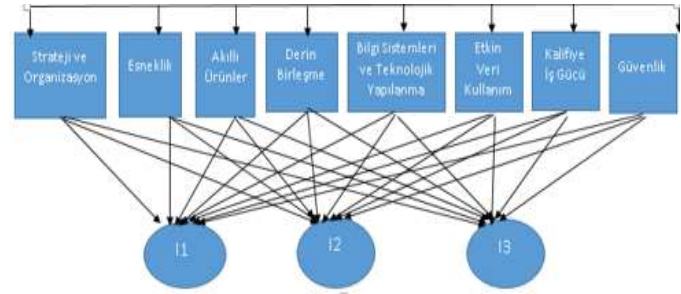 Strateji ve
Organizasyon
Esneklik
Akıllı
Ürünler
Derin
Birleşme
Bilgi Sistemleri
ve Teknolojik
Yapılanma
Etkin
Veri
Kullanım
Kalifiye
İş Gücü
Güvenlik
I1
I2
I3